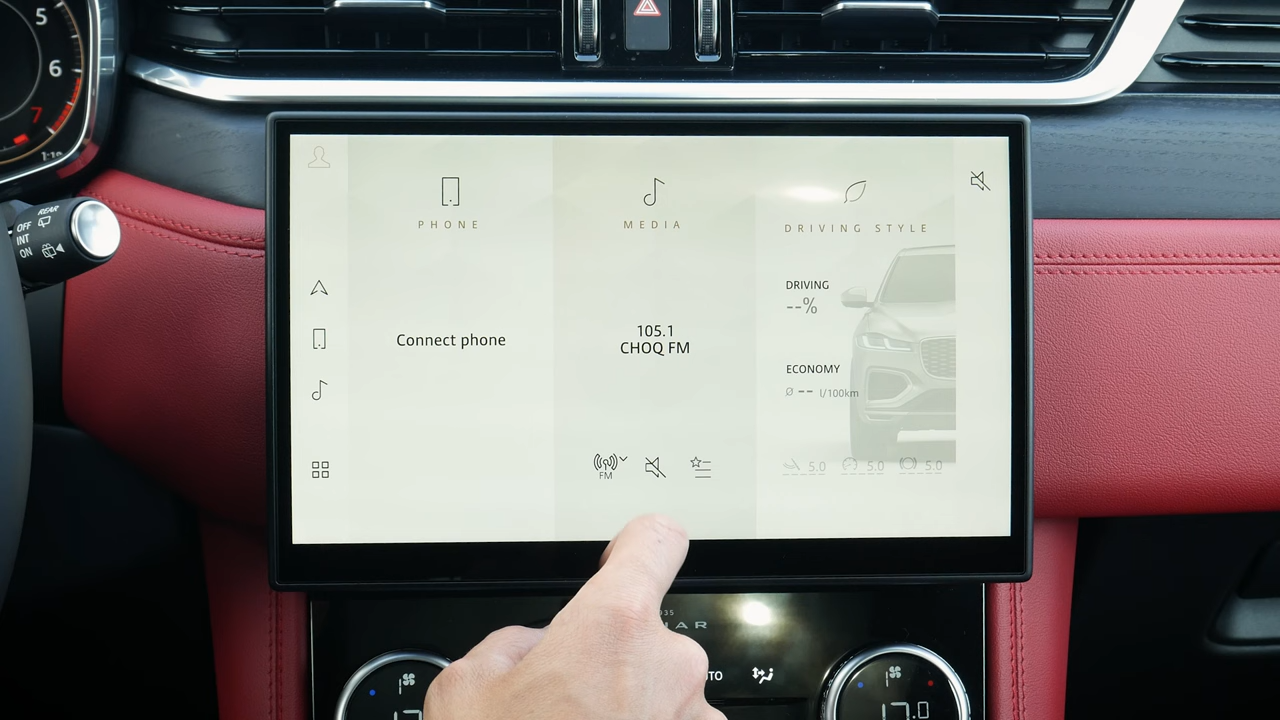 5
6
7
REAR
OFF
INT
ON
PHONE
MEDIA
DRIVING STYLE
DRIVING
--%
Connect phone
105.1
CHOQ FM
ECONOMY
Ø -- l/100km
FM
5.0 5.0 5.0
17.0